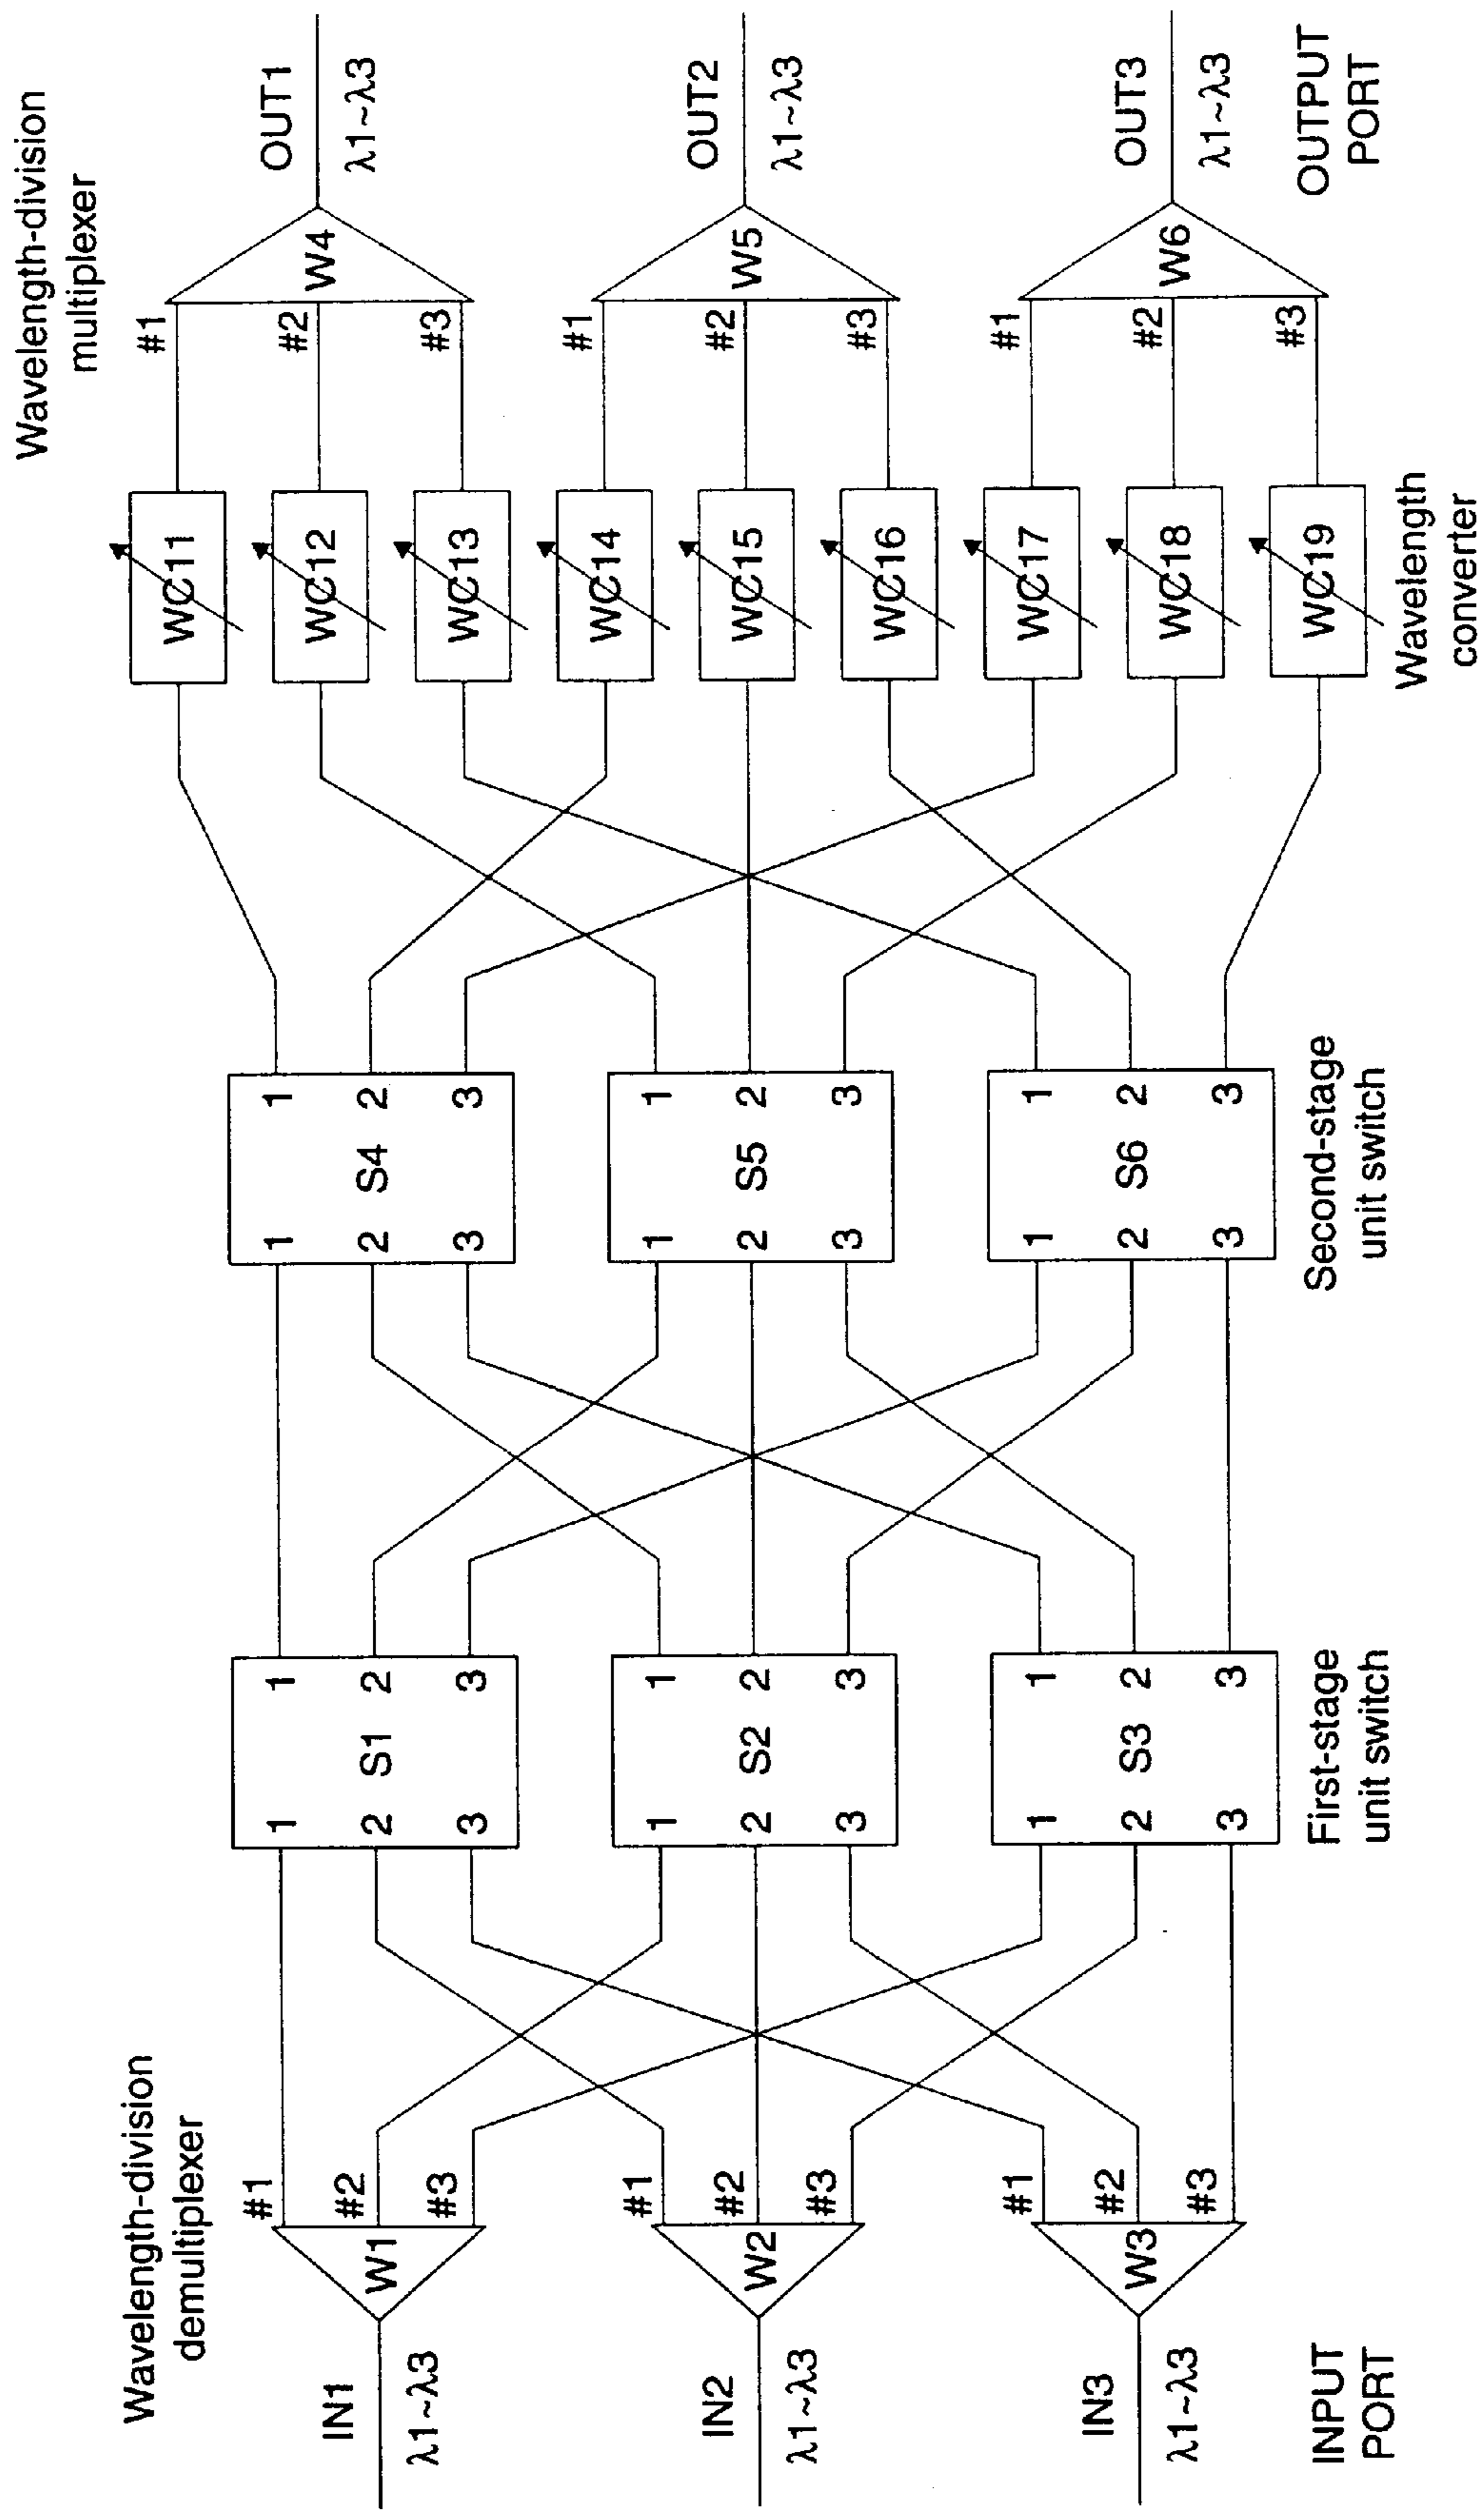 Wavelength-division
demultiplexer
Wavelength-division
multiplexer
IN1
λ1~λ3
W1
#1
#2
#3
IN2
λ1~λ3
W2
#1
#2
#3
IN3
λ1~λ3
W3
#1
#2
#3
INPUT
PORT
1 1
2 S1 2
3 3
1 1
2 S2 2
3 3
1 1
2 S3 2
3 3
First-stage
unit switch
1 1
2 S4 2
3 3
1 1
2 S5 2
3 3
1 1
2 S6 2
3 3
Second-stage
unit switch
WC11
WC12
WC13
WC14
WC15
WC16
WC17
WC18
WC19
Wavelength
converter
#1
#2
#3
W4
OUT1
λ1~λ3
#1
#2
#3
W5
OUT2
λ1~λ3
#1
#2
#3
W6
OUT3
λ1~λ3
OUTPUT
PORT